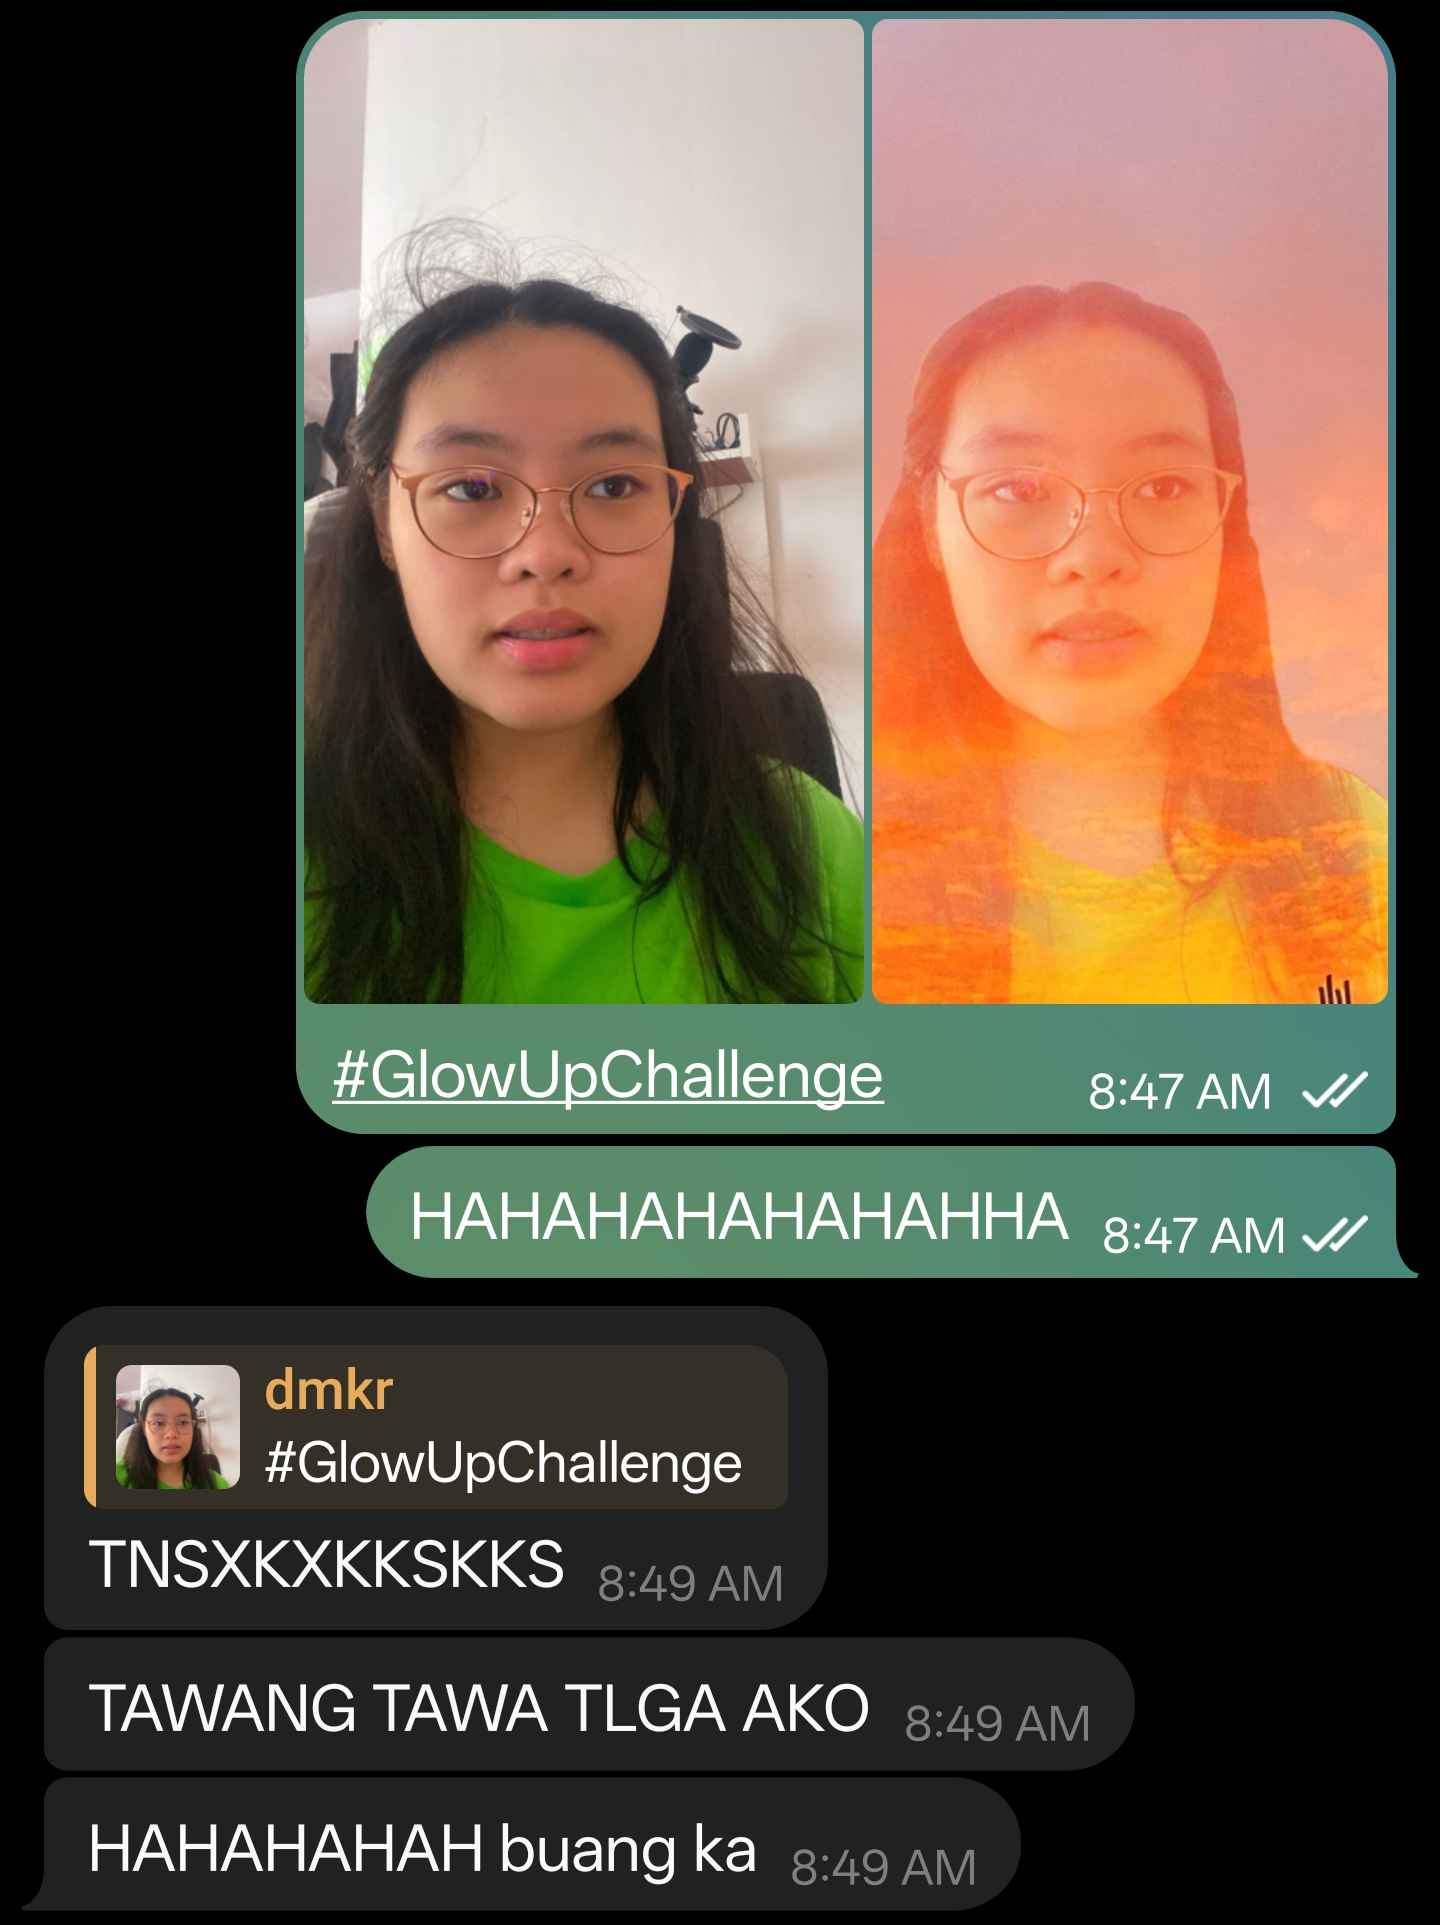 #GlowUpChallenge
8:47 AM
HAHAHAHAHAHAHAHHA 8:47 AM
dmkr
#GlowUpChallenge
TNSXKXKKSKKS 8:49 AM
TAWANG TAWA TLGA AKO 8:49 AM
HAHAHAHAH buang ka 8:49 AM